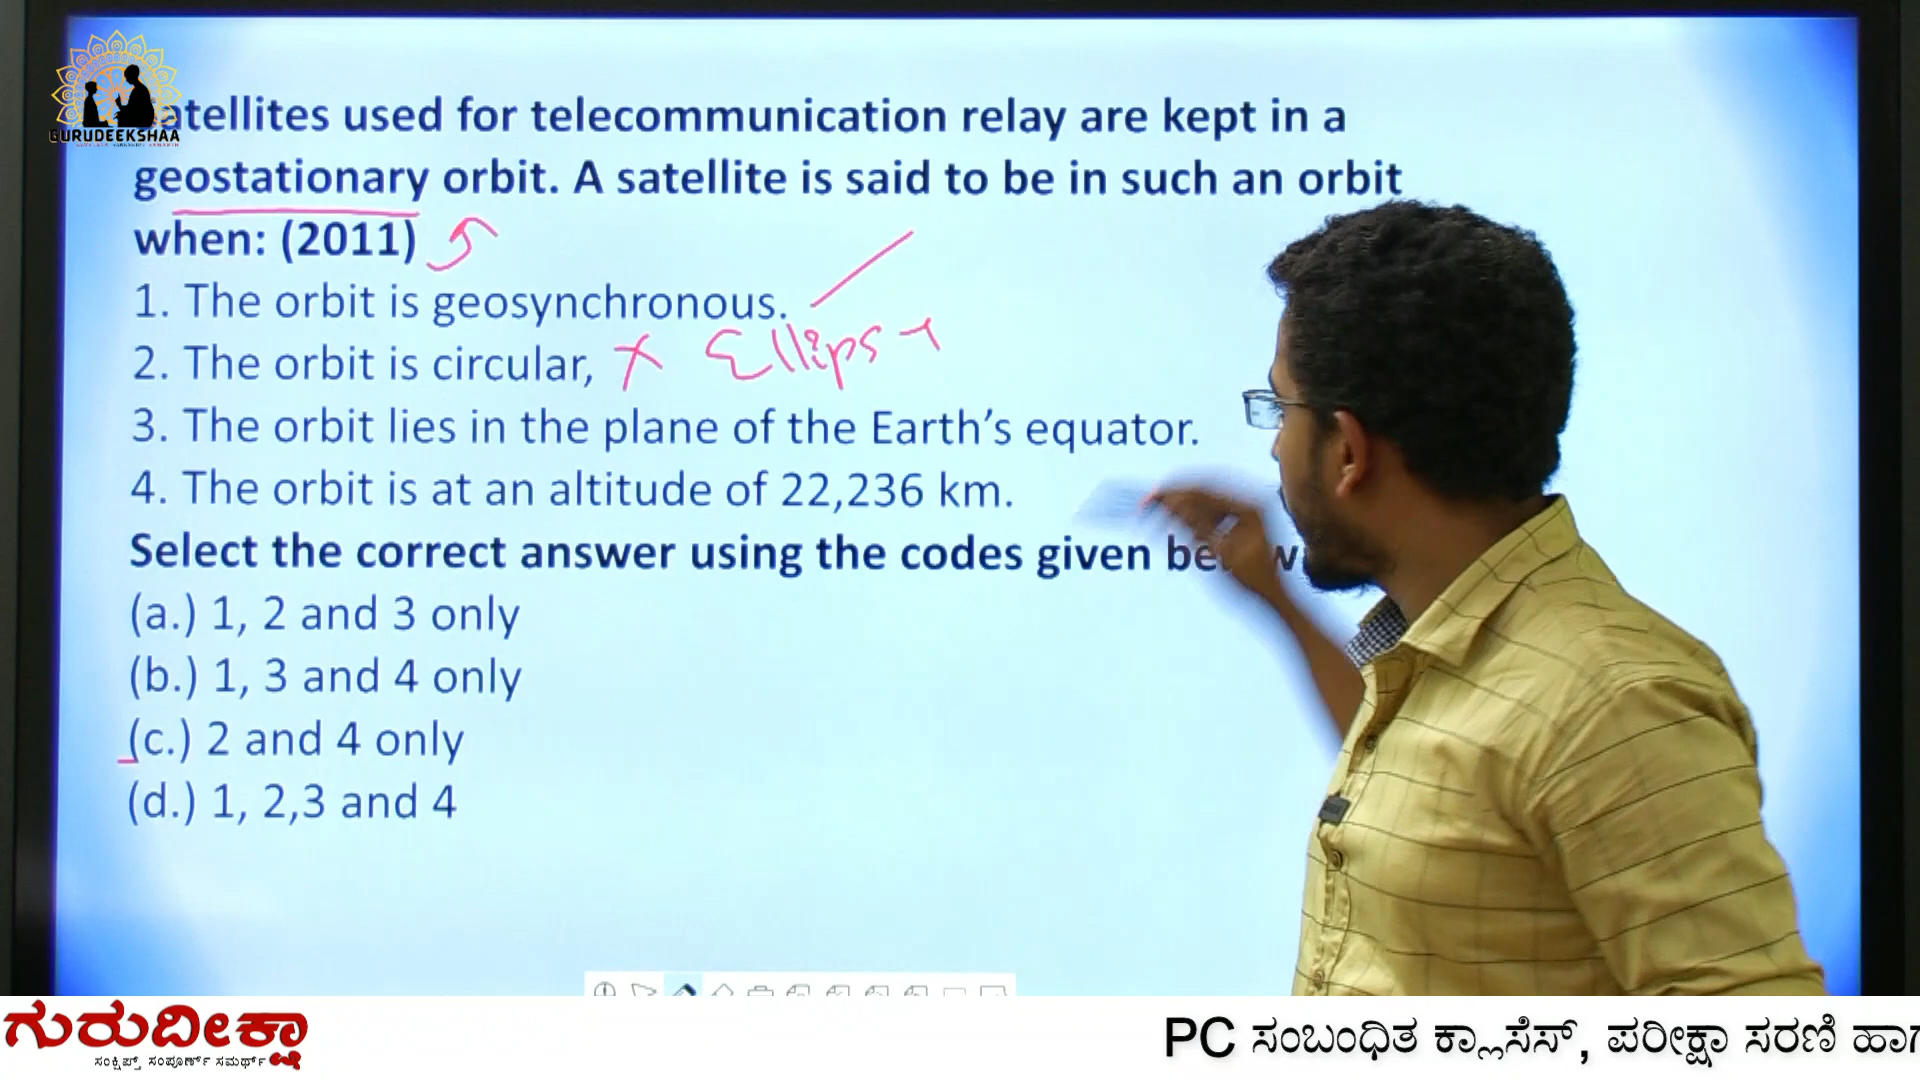 GURUDEEKSHAA
tellites used for telecommunication relay are kept in a
geostationary orbit. A satellite is said to be in such an orbit
when: (2011)
1. The orbit is geosynchronous.
2. The orbit is circular, × Ellips
3. The orbit lies in the plane of the Earth's equator.
4. The orbit is at an altitude of 22,236 km.
Select the correct answer using the codes given be
(a.) 1, 2 and 3 only
(b.) 1, 3 and 4 only
(c.) 2 and 4 only
(d.) 1, 2,3 and 4
ಗುರುದೀಕ್ಷಾ
ಸಂಕ್ಷಿಪ್ತ, ಸಂಪೂರ್ಣ ಸಮರ್ಥ
PC ಸಂಬಂಧಿತ ಕ್ಲಾಸೆಸ್, ಪರೀಕ್ಷಾ ಸರಣಿ ಹಾಗ